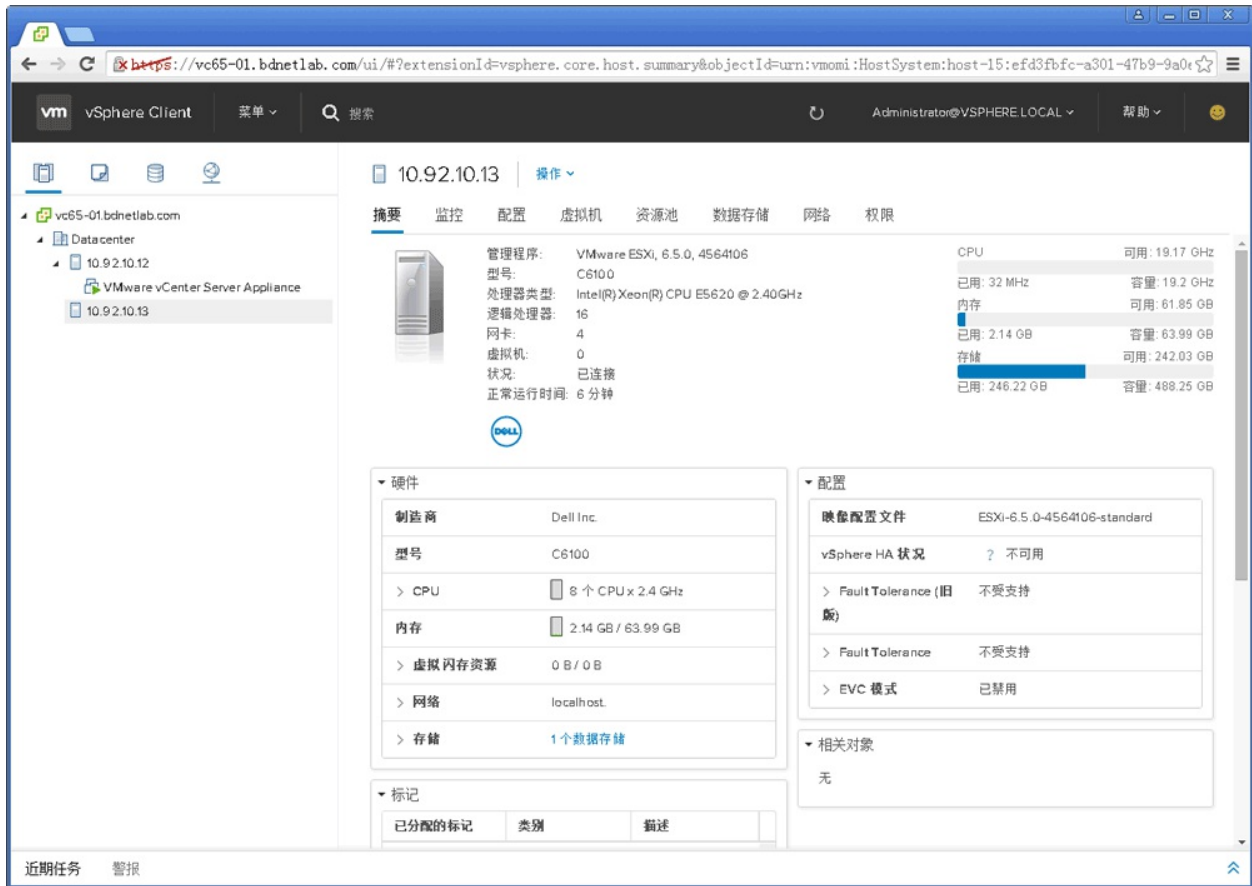 https://vc65-01.bdnetlab.com/ui/#?extensionId=vsphere.core.host.summary&objectId=urn:vmomi:HostSystem:host-15:efd3fbfc-a301-47b9-9a0
vm vSphere Client 菜单 搜索 Administrator@VSPHERE.LOCAL 帮助
vc65-01.bdnetlab.com
Datacenter
10.92.10.12
VMware vCenter Server Appliance
10.92.10.13
10.92.10.13 操作
摘要 监控 配置 虚拟机 资源池 数据存储 网络 权限
管理程序: VMware ESXi, 6.5.0, 4564106
型号: C6100
处理器类型: Intel(R) Xeon(R) CPU E5620 @ 2.40GHz
逻辑处理器: 16
网卡: 4
虚拟机: 0
状况: 已连接
正常运行时间: 6 分钟
DELL
CPU 可用: 19.17 GHz
已用: 32 MHz 容量: 19.2 GHz
内存 可用: 61.85 GB
已用: 2.14 GB 容量: 63.99 GB
存储 可用: 242.03 GB
已用: 246.22 GB 容量: 488.25 GB
硬件
制造商 Dell Inc.
型号 C6100
CPU 8 个 CPU x 2.4 GHz
内存 2.14 GB / 63.99 GB
虚拟闪存资源 0 B / 0 B
网络 localhost.
存储 1 个数据存储
标记
已分配的标记 类别 描述
配置
映像配置文件 ESXi-6.5.0-4564106-standard
vSphere HA 状况 ? 不可用
Fault Tolerance (旧 不受支持
版)
Fault Tolerance 不受支持
EVC 模式 已禁用
相关对象
无
近期任务 警报